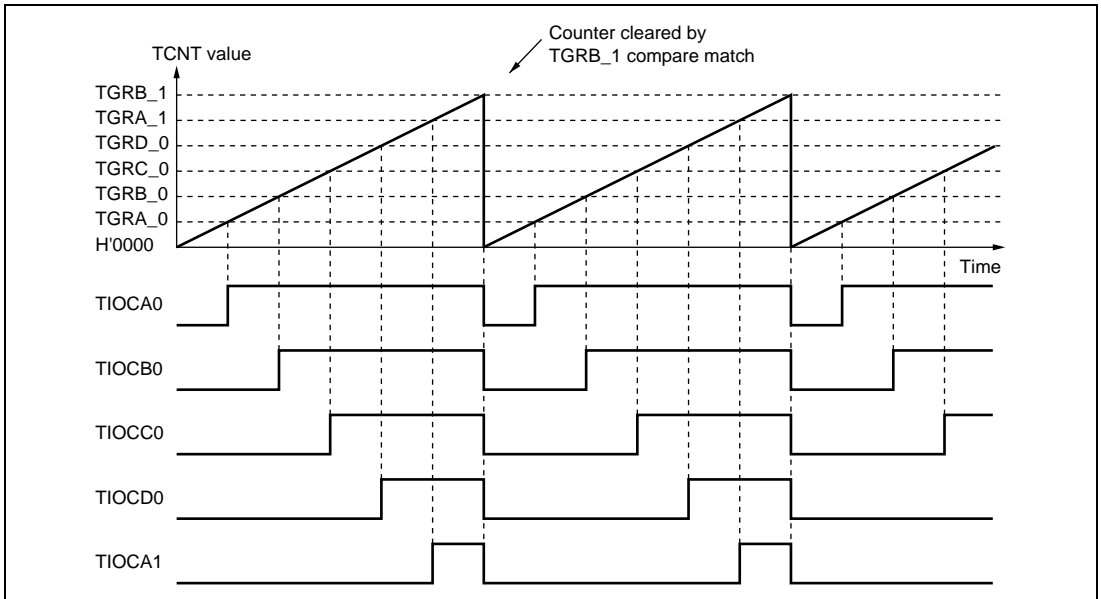 Counter cleared by
TGRB_1 compare match
TCNT value
TGRB_1
TGRA_1
TGRD_0
TGRC_0
TGRB_0
TGRA_0
H'0000
Time
TIOCA0
TIOCB0
TIOCC0
TIOCD0
TIOCA1